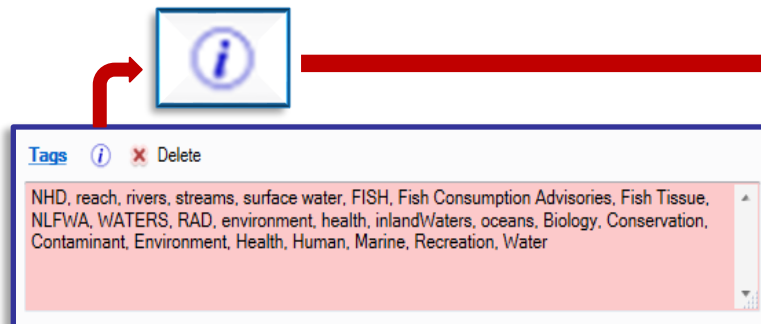 i
Tags i Delete
NHD, reach, rivers, streams, surface water, FISH, Fish Consumption Advisories, Fish Tissue,
NLFWA, WATERS, RAD, environment, health, inlandWaters, oceans, Biology, Conservation,
Contaminant, Environment, Health, Human, Marine, Recreation, Water